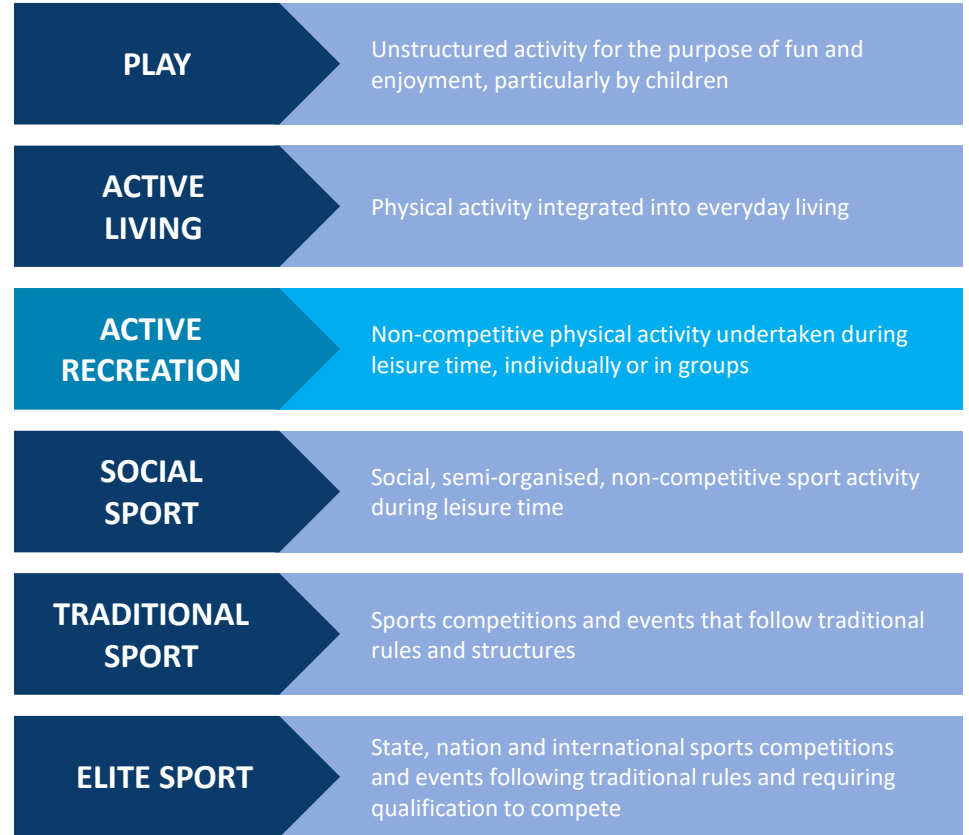 PLAY
Unstructured activity for the purpose of fun and
enjoyment, particularly by children
ACTIVE
LIVING
Physical activity integrated into everyday living
ACTIVE
RECREATION
Non-competitive physical activity undertaken during
leisure time, individually or in groups
SOCIAL
SPORT
Social, semi-organised, non-competitive sport activity
during leisure time
TRADITIONAL
SPORT
Sports competitions and events that follow traditional
rules and structures
ELITE SPORT
State, nation and international sports competitions
and events following traditional rules and requiring
qualification to compete